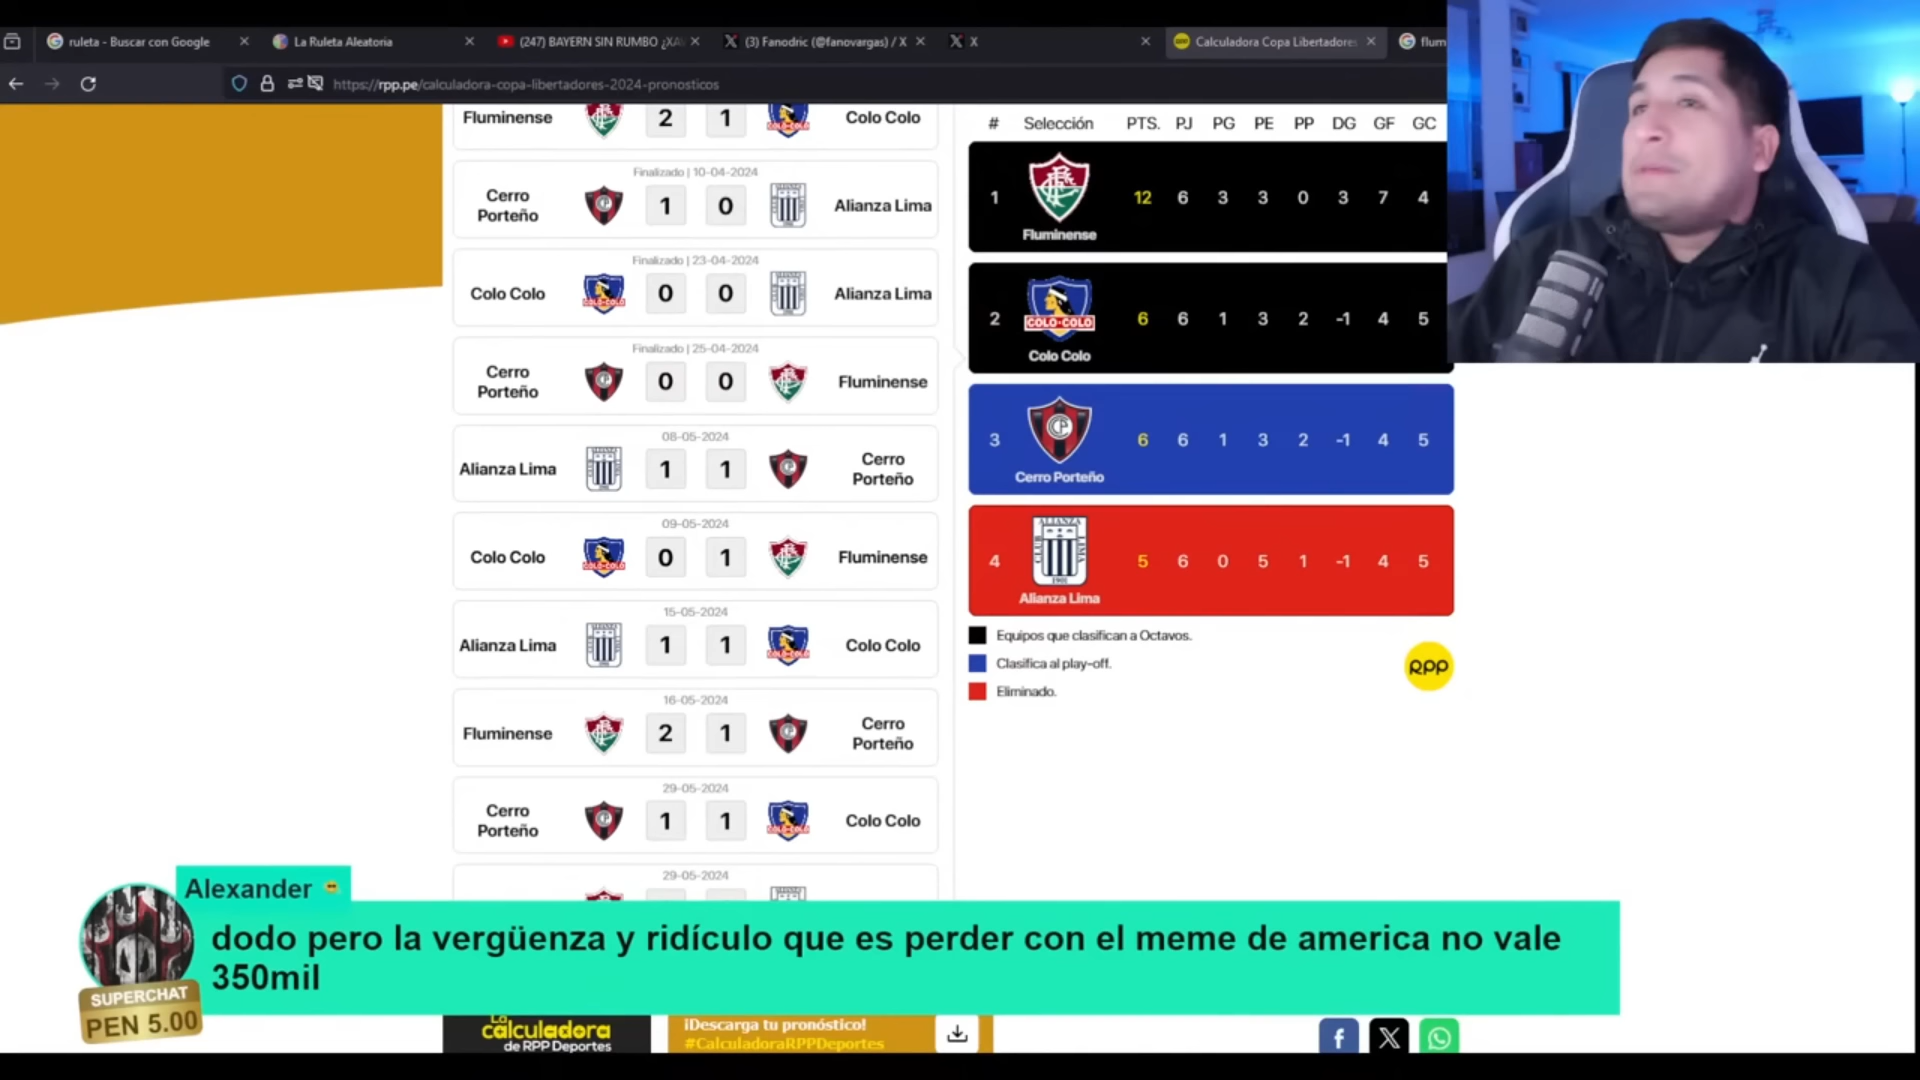 ruleta - Buscar con Google
La Ruleta Aleatoria
(247) BAYERN SIN RUMBO ¿XA
(3) Fanodric (@fanovargas) / X
X
Calculadora Copa Libertadores
flum
https://rpp.pe/calculadora-copa-libertadores-2024-pronosticos
Fluminense 2 1 Colo Colo
Finalizado | 10-04-2024
Cerro Porteño 1 0 Alianza Lima
Finalizado | 23-04-2024
Colo Colo 0 0 Alianza Lima
Finalizado | 25-04-2024
Cerro Porteño 0 0 Fluminense
08-05-2024
Alianza Lima 1 1 Cerro Porteño
09-05-2024
Colo Colo 0 1 Fluminense
15-05-2024
Alianza Lima 1 1 Colo Colo
16-05-2024
Fluminense 2 1 Cerro Porteño
29-05-2024
Cerro Porteño 1 1 Colo Colo
29-05-2024
# Selección PTS. PJ PG PE PP DG GF GC
1 Fluminense 12 6 3 3 0 3 7 4
2 Colo Colo 6 6 1 3 2 -1 4 5
3 Cerro Porteño 6 6 1 3 2 -1 4 5
4 Alianza Lima 5 6 0 5 1 -1 4 5
Equipos que clasifican a Octavos.
Clasifica al play-off.
Eliminado.
rpp
Alexander
dodo pero la vergüenza y ridículo que es perder con el meme de america no vale
350mil
SUPERCHAT
PEN 5.00
La
calculadora
de RPP Deportes
¡Descarga tu pronóstico!
#CalculadoraRPPDeportes